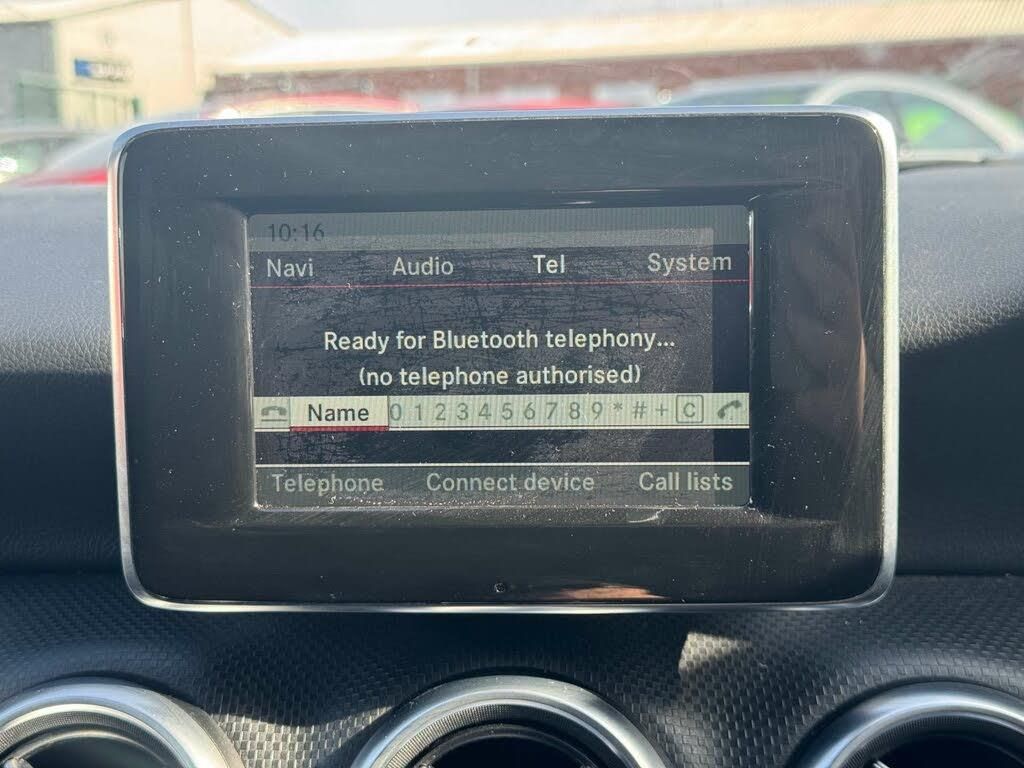 10:16
Navi Audio Tel System
Ready for Bluetooth telephony...
(no telephone authorised)
Name 0 1 2 3 4 5 6 7 8 9 * # + C
Telephone Connect device Call lists